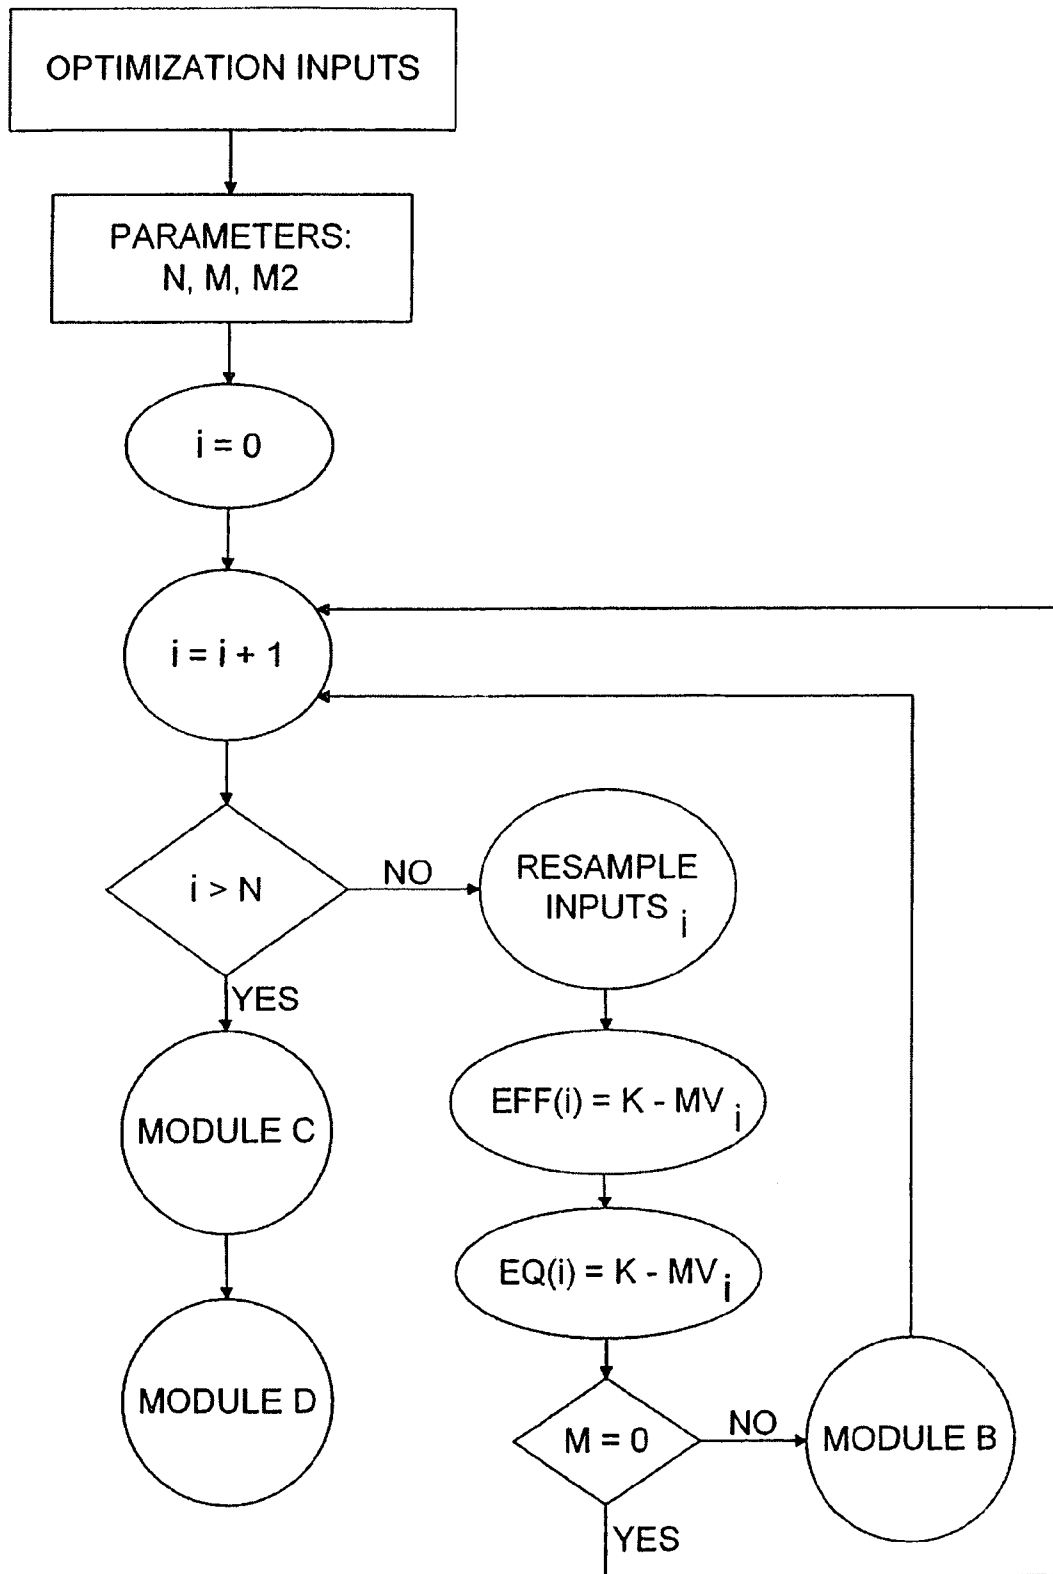 OPTIMIZATION INPUTS
PARAMETERS:
N, M, M2
i = 0
i = i + 1
i > N
NO
RESAMPLE
INPUTS i
YES
EFF(i) = K - MV i
MODULE C
EQ(i) = K - MV i
MODULE D
M = 0
NO
MODULE B
YES